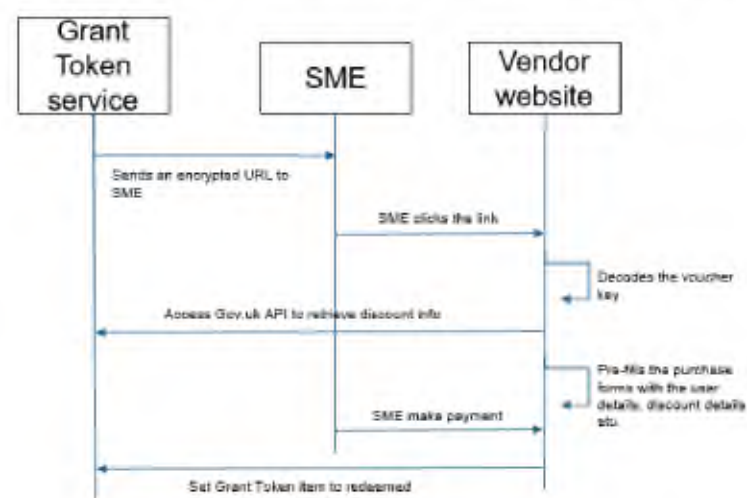 Grant
Token
service
SME
Vendor
website
Sends an encrypted URL to
SME
SME clicks the link
Decodes the voucher
key
Access Gov.uk API to retrieve discount info
Pre-fills the purchase
forms with the user
details, discount details
etc.
SME make payment
Set Grant Token item to redeemed